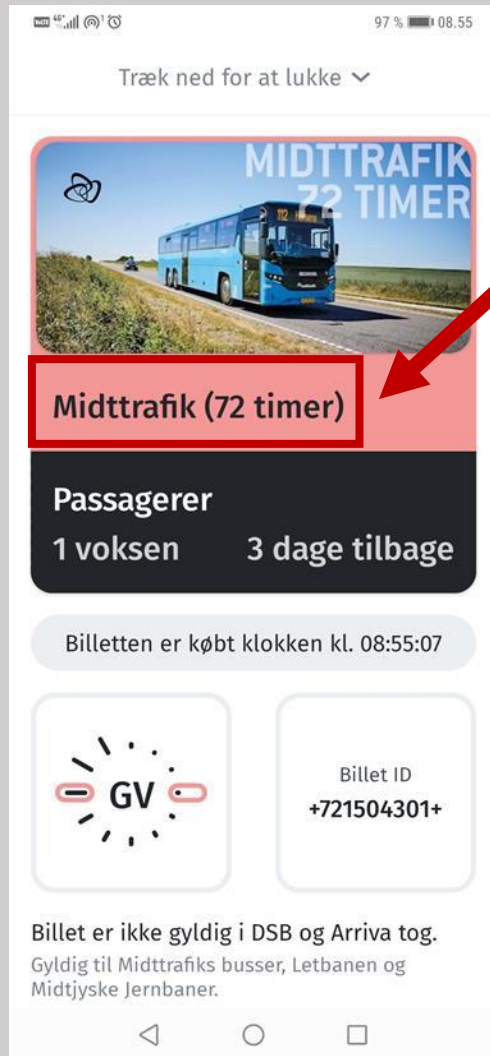 97 % 08.55
Træk ned for at lukke
MIDTTRAFIK
72 TIMER
112
SCANIA
Midttrafik (72 timer)
Passagerer
1 voksen 3 dage tilbage
Billetten er købt klokken kl. 08:55:07
GV
Billet ID
+721504301+
Billet er ikke gyldig i DSB og Arriva tog.
Gyldig til Midttrafiks busser, Letbanen og
Midtjyske Jernbaner.